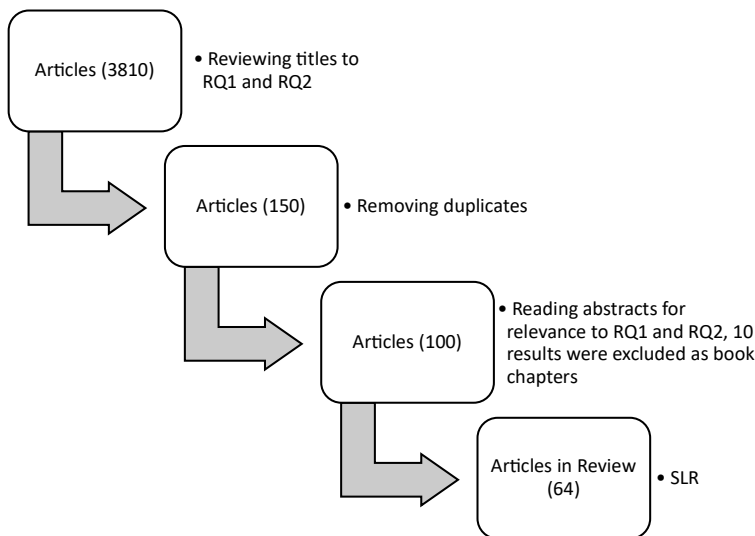 Articles (3810)
• Reviewing titles to
RQ1 and RQ2
Articles (150)
• Removing duplicates
Articles (100)
• Reading abstracts for
relevance to RQ1 and RQ2, 10
results were excluded as book
chapters
Articles in Review
(64)
• SLR